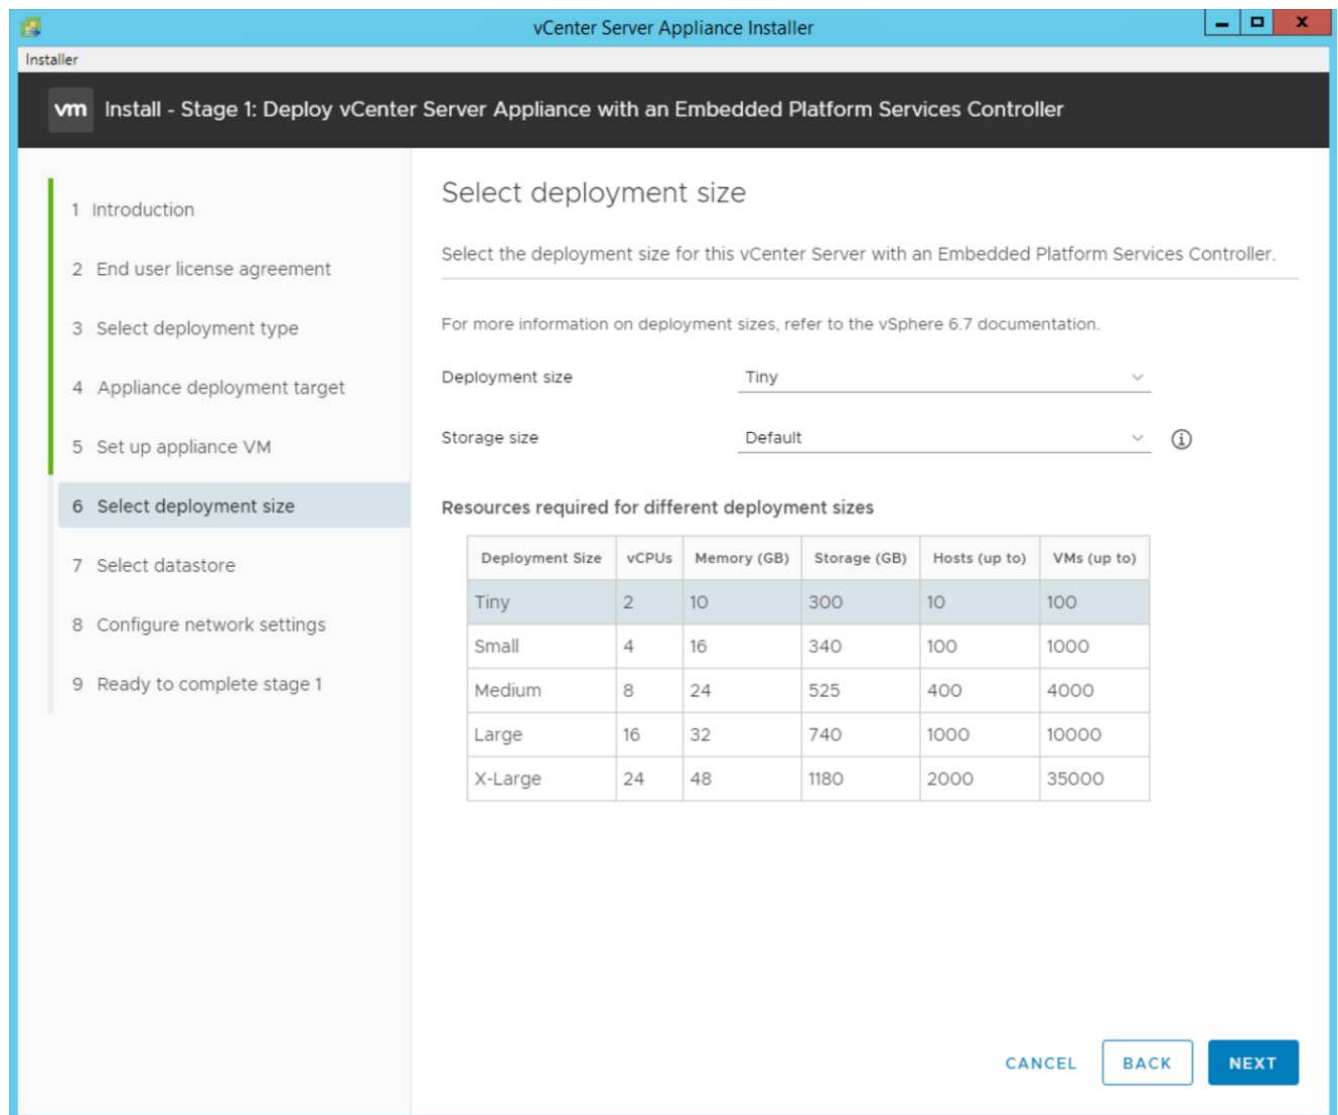 vCenter Server Appliance Installer
Installer
vm Install - Stage 1: Deploy vCenter Server Appliance with an Embedded Platform Services Controller
1 Introduction
2 End user license agreement
3 Select deployment type
4 Appliance deployment target
5 Set up appliance VM
6 Select deployment size
7 Select datastore
8 Configure network settings
9 Ready to complete stage 1
Select deployment size
Select the deployment size for this vCenter Server with an Embedded Platform Services Controller.
For more information on deployment sizes, refer to the vSphere 6.7 documentation.
Deployment size Tiny
Storage size Default
Resources required for different deployment sizes
Deployment Size vCPUs Memory (GB) Storage (GB) Hosts (up to) VMs (up to)
Tiny 2 10 300 10 100
Small 4 16 340 100 1000
Medium 8 24 525 400 4000
Large 16 32 740 1000 10000
X-Large 24 48 1180 2000 35000
CANCEL BACK NEXT